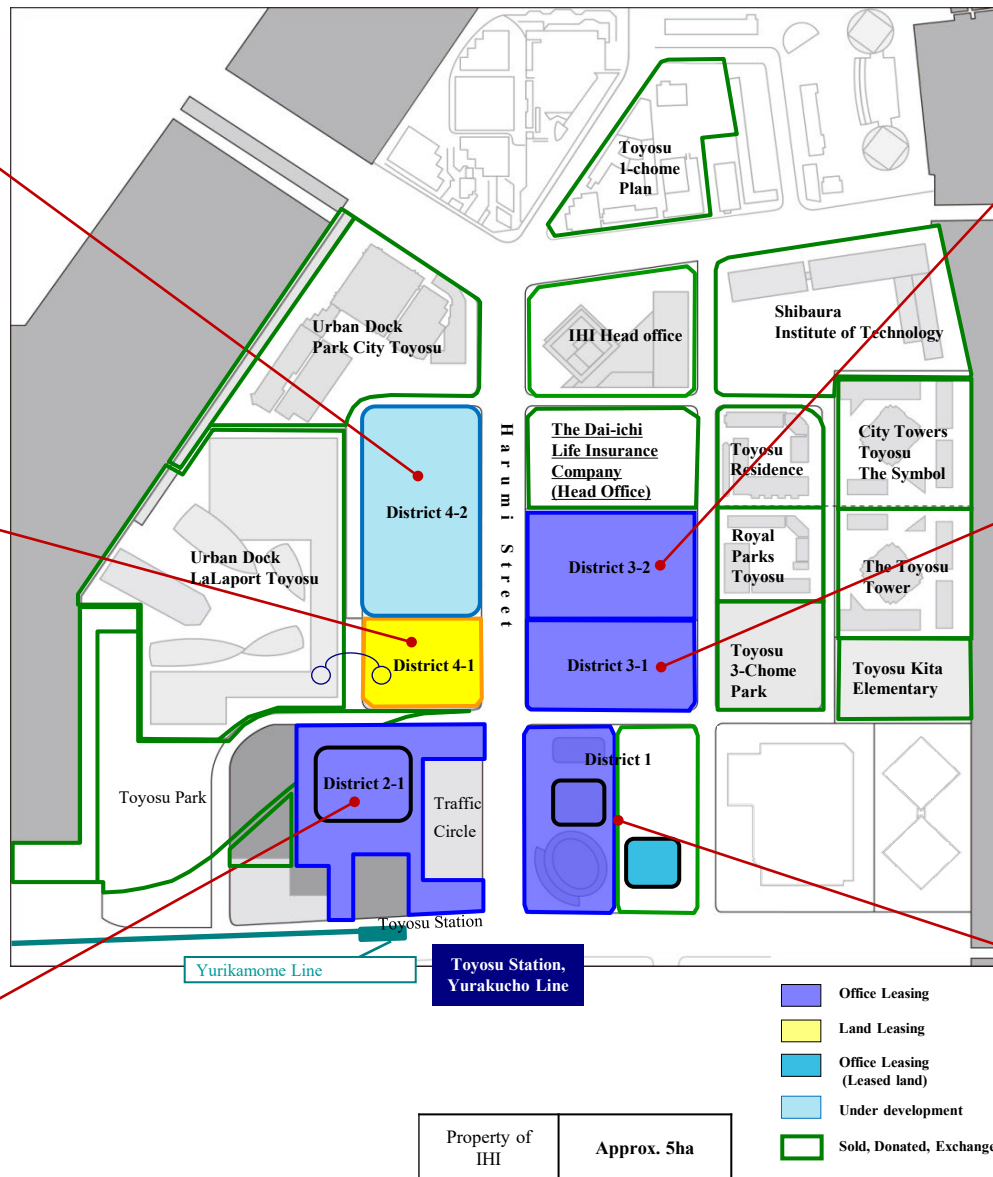 Toyosu
1-chome
Plan
Urban Dock
Park City Toyosu
IHI Head office
Shibaura
Institute of Technology
District 4-2
Harumi Street
The Dai-ichi
Life Insurance
Company
(Head Office)
Toyosu
Residence
City Towers
Toyosu
The Symbol
Urban Dock
LaLaport Toyosu
District 3-2
Royal
Parks
Toyosu
The Toyosu
Tower
District 4-1
District 3-1
Toyosu
3-Chome
Park
Toyosu Kita
Elementary
Toyosu Park
District 2-1
Traffic
Circle
District 1
Toyosu Station
Yurikamome Line
Toyosu Station,
Yurakucho Line
Office Leasing
Land Leasing
Office Leasing
(Leased land)
Under development
Sold, Donated, Exchange
Property of
IHI
Approx. 5ha